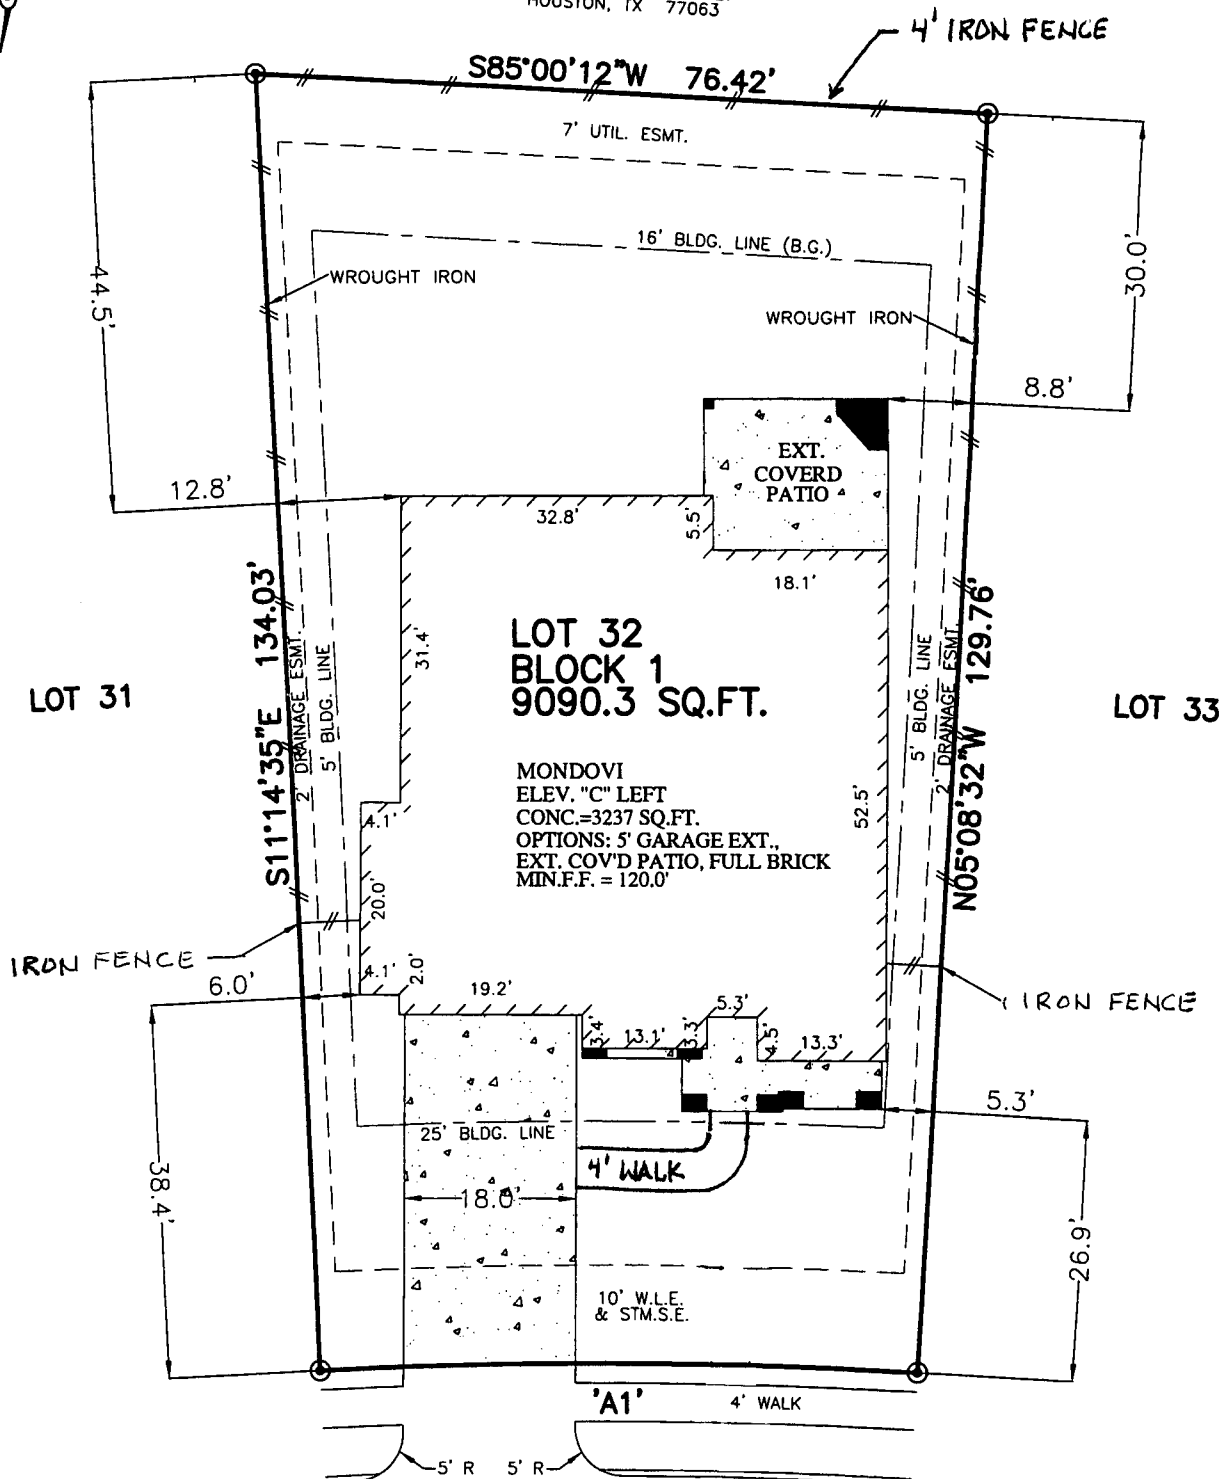 HOUSTON, TX 77063
4' IRON FENCE
S85°00'12"W 76.42'
7' UTIL. ESMT.
16' BLDG. LINE (B.G.)
WROUGHT IRON
WROUGHT IRON
44.5'
30.0'
8.8'
12.8'
EXT.
COVERD
PATIO
32.8'
5.5'
18.1'
S11°14'35"E 134.03'
2' DRAINAGE ESMT.
5' BLDG. LINE
31.4'
LOT 32
BLOCK 1
9090.3 SQ.FT.
5' BLDG. LINE
2' DRAINAGE ESMT.
N05°08'32"W 129.76'
LOT 31
LOT 33
MONDOVI
ELEV. "C" LEFT
CONC.=3237 SQ.FT.
OPTIONS: 5' GARAGE EXT.,
EXT. COV'D PATIO, FULL BRICK
MIN.F.F. = 120.0'
52.5'
4.1'
20.0'
IRON FENCE
4.1'
2.0'
6.0'
19.2'
3.4'
13.1'
3.3'
5.3'
4.5'
13.3'
IRON FENCE
5.3'
25' BLDG. LINE
4' WALK
38.4'
18.0'
26.9'
10' W.L.E.
& STM.S.E.
'A1'
4' WALK
5' R 5' R